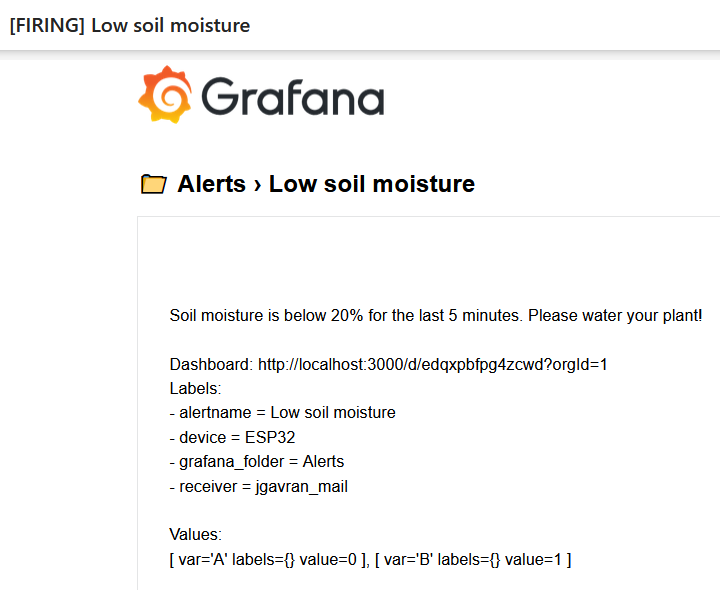 [FIRING] Low soil moisture
Grafana
Alerts › Low soil moisture
Soil moisture is below 20% for the last 5 minutes. Please water your plant!
Dashboard: http://localhost:3000/d/edqxpbfpg4zcwd?orgId=1
Labels:
- alertname = Low soil moisture
- device = ESP32
- grafana_folder = Alerts
- receiver = jgavran_mail
Values:
[ var='A' labels={} value=0 ], [ var='B' labels={} value=1 ]